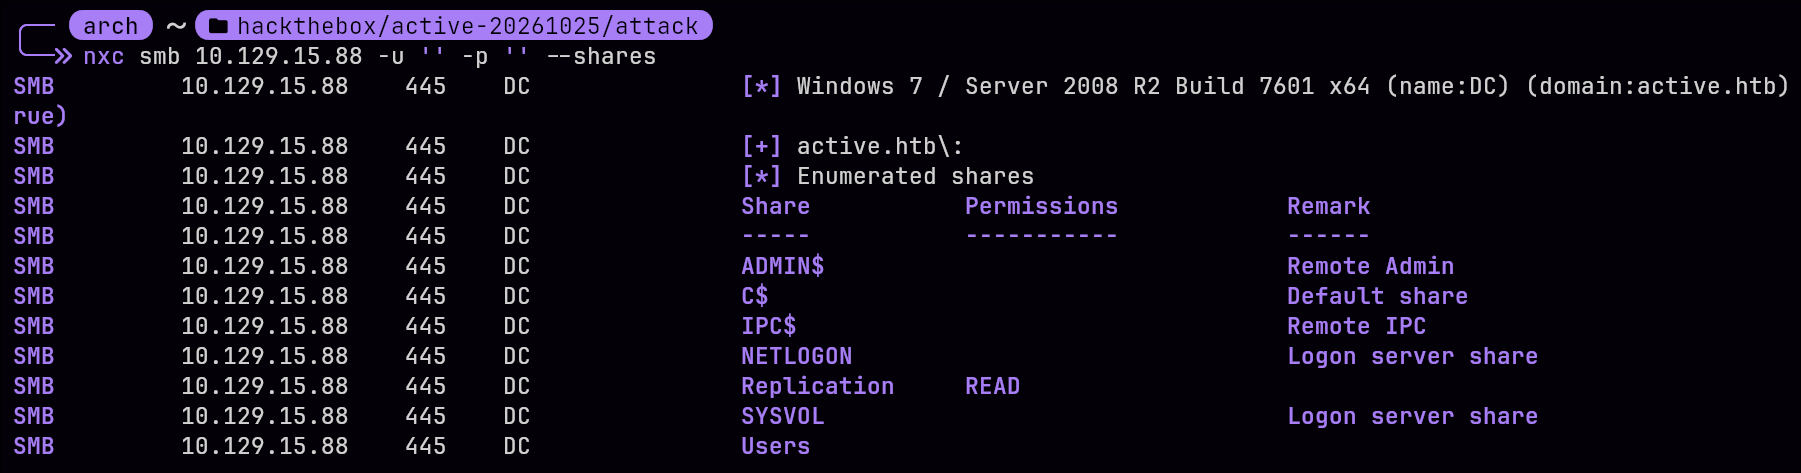 arch ~ hackthebox/active-20261025/attack
nxc smb 10.129.15.88 -u '' -p '' --shares
SMB 10.129.15.88 445 DC [*] Windows 7 / Server 2008 R2 Build 7601 x64 (name:DC) (domain:active.htb)
rue)
SMB 10.129.15.88 445 DC [+] active.htb\:
SMB 10.129.15.88 445 DC [*] Enumerated shares
SMB 10.129.15.88 445 DC Share Permissions Remark
SMB 10.129.15.88 445 DC ----- ----------- ------
SMB 10.129.15.88 445 DC ADMIN$ Remote Admin
SMB 10.129.15.88 445 DC C$ Default share
SMB 10.129.15.88 445 DC IPC$ Remote IPC
SMB 10.129.15.88 445 DC NETLOGON Logon server share
SMB 10.129.15.88 445 DC Replication READ
SMB 10.129.15.88 445 DC SYSVOL Logon server share
SMB 10.129.15.88 445 DC Users